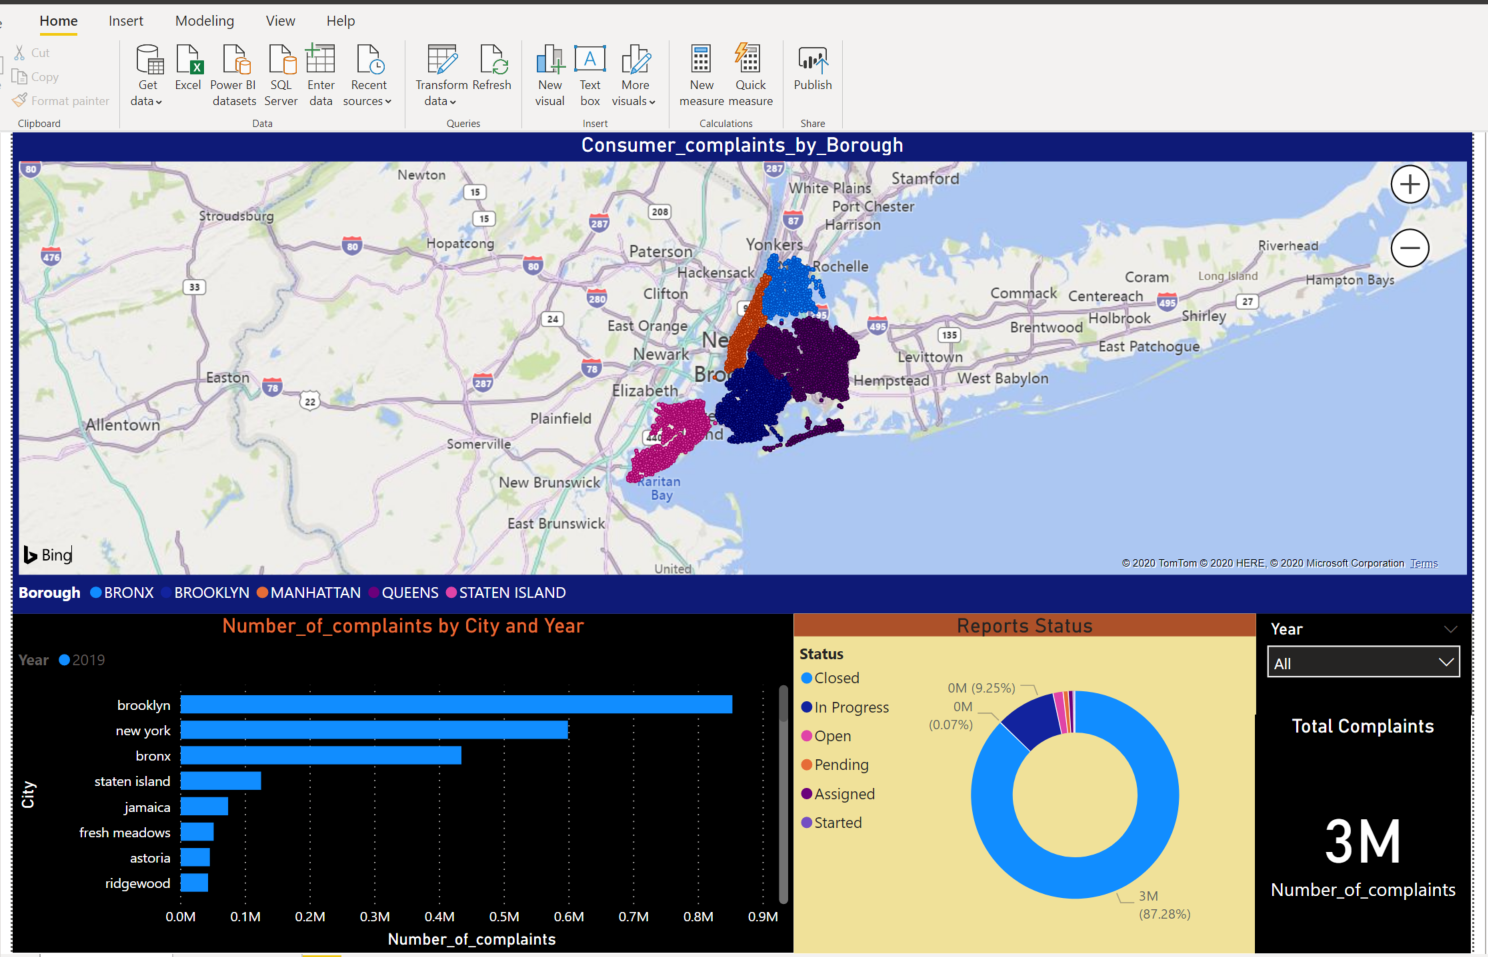 Home Insert Modeling View Help
Cut
Copy
Format painter
Get data
Excel
Power BI datasets
SQL Server
Enter data
Recent sources
Transform data
Refresh
New visual
Text box
More visuals
New measure
Quick measure
Publish
Clipboard Data Queries Insert Calculations Share
Consumer_complaints_by_Borough
80
287
Newton
Stamford
White Plains
15
Port Chester
208
15
Stroudsburg
287
87
Harrison
Hopatcong
80
Yonkers
Riverhead
476
Paterson
80
Hackensack
Rochelle
Coram
Long Island
Hampton Bays
33
Clifton
280
Commack
Centereach
495
27
24
East Orange
Holbrook
Shirley
495
Brentwood
135
Newark
East Patchogue
Levittown
78
Easton
78
287
Hempstead
West Babylon
Elizabeth
22
Plainfield
Allentown
440
Somerville
New Brunswick
Raritan
Bay
East Brunswick
Bing
United
© 2020 TomTom © 2020 HERE, © 2020 Microsoft Corporation Terms
Borough BRONX BROOKLYN MANHATTAN QUEENS STATEN ISLAND
Number_of_complaints by City and Year
Year 2019
City
brooklyn
new york
bronx
staten island
jamaica
fresh meadows
astoria
ridgewood
0.0M 0.1M 0.2M 0.3M 0.4M 0.5M 0.6M 0.7M 0.8M 0.9M
Number_of_complaints
Reports Status
Status
Closed
In Progress
Open
Pending
Assigned
Started
0M (9.25%)
0M
(0.07%)
3M
(87.28%)
Year
All
Total Complaints
3M
Number_of_complaints